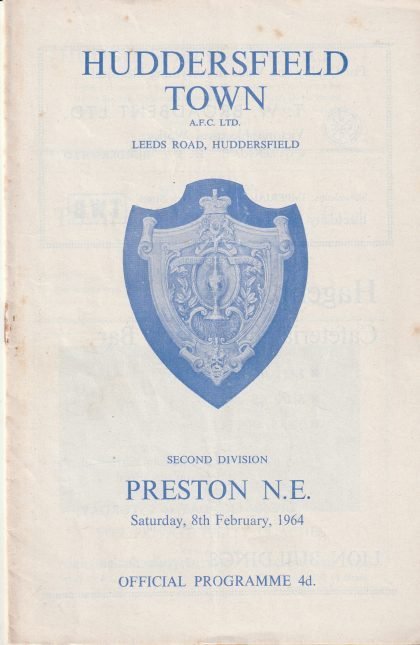 HUDDERSFIELD
TOWN
A.F.C. LTD.
LEEDS ROAD, HUDDERSFIELD
SECOND DIVISION
PRESTON N.E.
Saturday, 8th February, 1964
OFFICIAL PROGRAMME 4d.